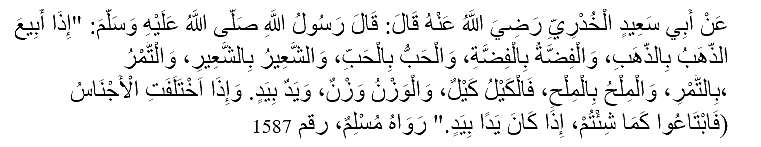 عَنْ أَبِي سَعِيدٍ الْخُدْرِيِّ رَضِيَ اللَّهُ عَنْهُ قَالَ: قَالَ رَسُولُ اللَّهِ صَلَّى اللَّهُ عَلَيْهِ وَسَلَّمَ: "إِذَا أَبِيعَ
الذَّهَبُ بِالذَّهَبِ، وَالْفِضَّةُ بِالْفِضَّةِ، وَالْحَبُّ بِالْحَبِّ، وَالشَّعِيرُ بِالشَّعِيرِ، وَالتَّمْرُ
،بِالتَّمْرِ، وَالْمِلْحُ بِالْمِلْحِ، فَالْكَيْلُ كَيْلٌ، وَالْوَزْنُ وَزْنٌ، وَيَدٌ بِيَدٍ. وَإِذَا اخْتَلَفَتِ الْأَجْنَاسُ
(فَابْتَاعُوا كَمَا شِئْتُمْ، إِذَا كَانَ يَدًا بِيَدٍ." رَوَاهُ مُسْلِمٌ، رقم 1587